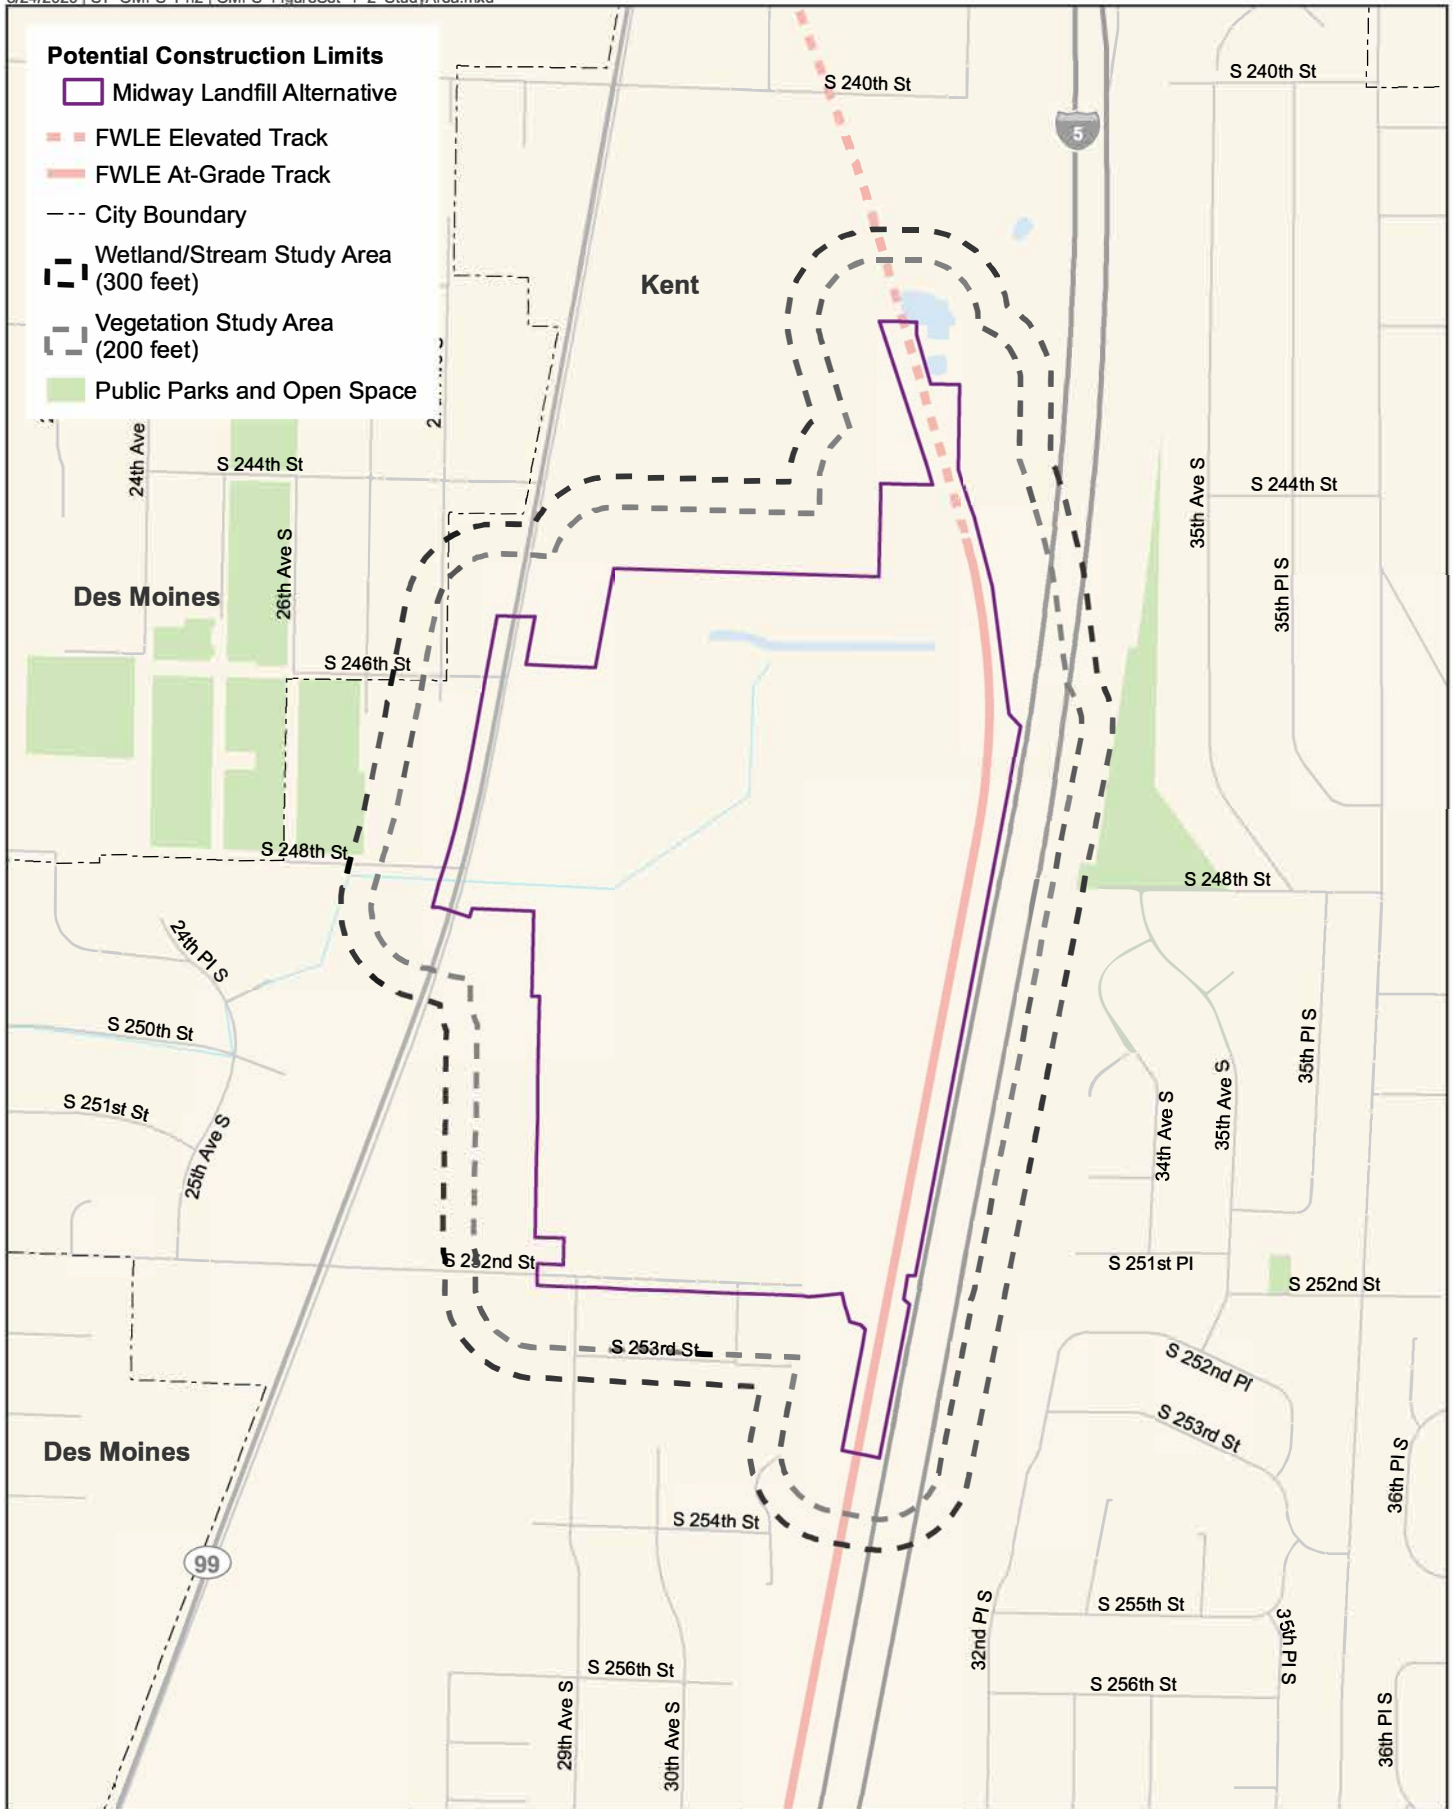 Potential Construction Limits
Midway Landfill Alternative
FWLE Elevated Track
FWLE At-Grade Track
City Boundary
Wetland/Stream Study Area
(300 feet)
Vegetation Study Area
(200 feet)
Public Parks and Open Space
S 240th St
S 240th St
5
Kent
24th Ave
S 244th St
26th Ave S
Des Moines
S 246th St
S 248th St
35th Ave S
S 244th St
35th Pl S
S 248th St
24th Pl S
S 250th St
S 251st St
25th Ave S
35th Pl S
35th Ave S
34th Ave S
S 251st Pl
S 252nd St
S 252nd St
S 253rd St
S 252nd Pl
S 253rd St
Des Moines
36th Pl S
S 254th St
99
32nd Pl S
S 255th St
35th Pl S
S 256th St
S 256th St
29th Ave S
30th Ave S
36th Pl S